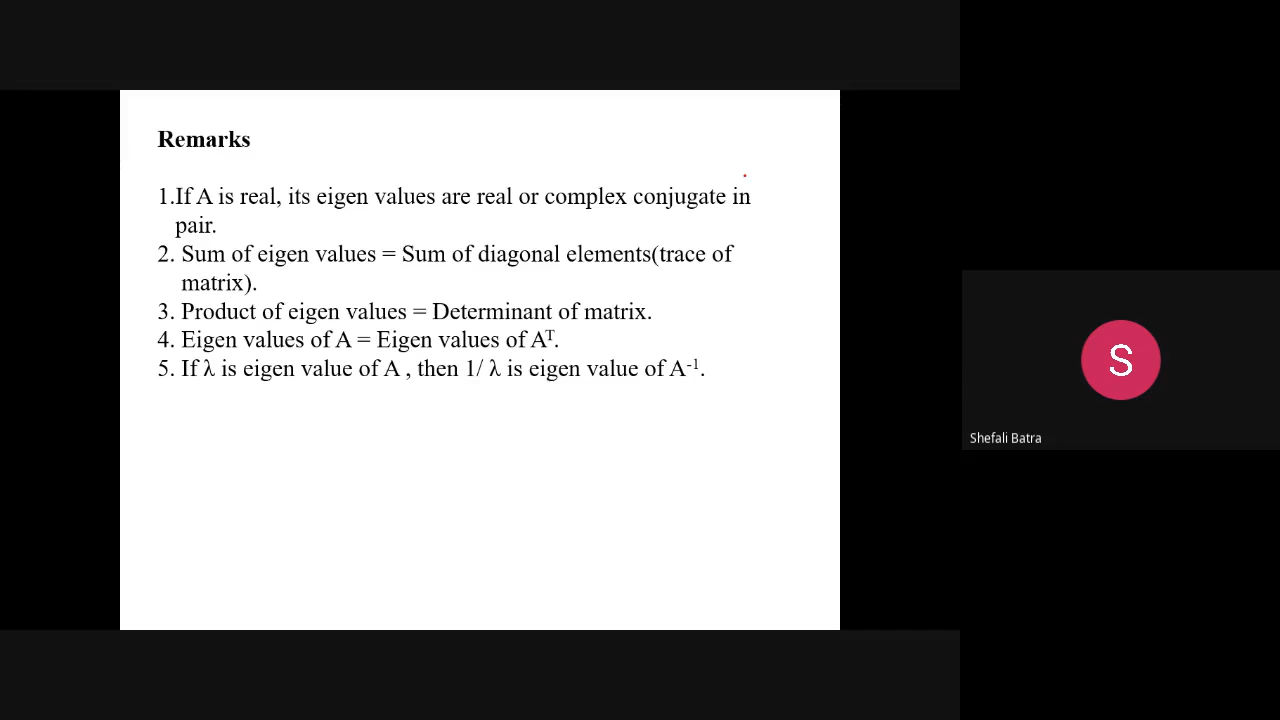 Remarks
1.If A is real, its eigen values are real or complex conjugate in
pair.
2. Sum of eigen values = Sum of diagonal elements(trace of
matrix).
3. Product of eigen values = Determinant of matrix.
4. Eigen values of A = Eigen values of Aᵀ.
5. If λ is eigen value of A , then 1/ λ is eigen value of A⁻¹.
S
Shefali Batra